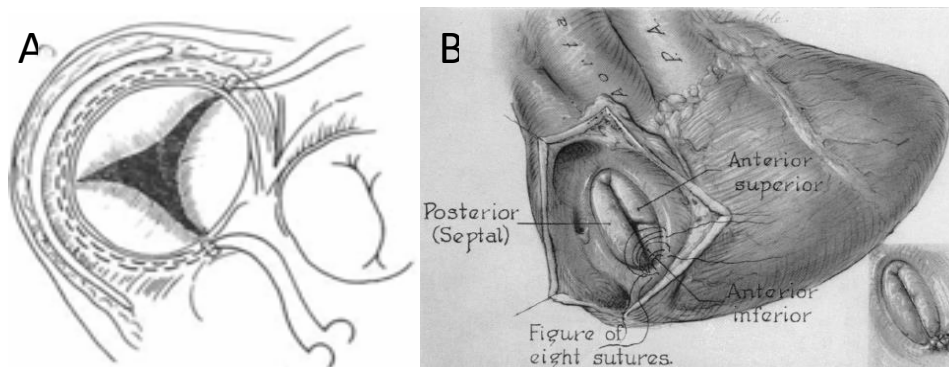 A
B
Aorta
P.A.
Anterior
superior
Posterior
(Septal)
Anterior
inferior
Figure of
eight sutures.